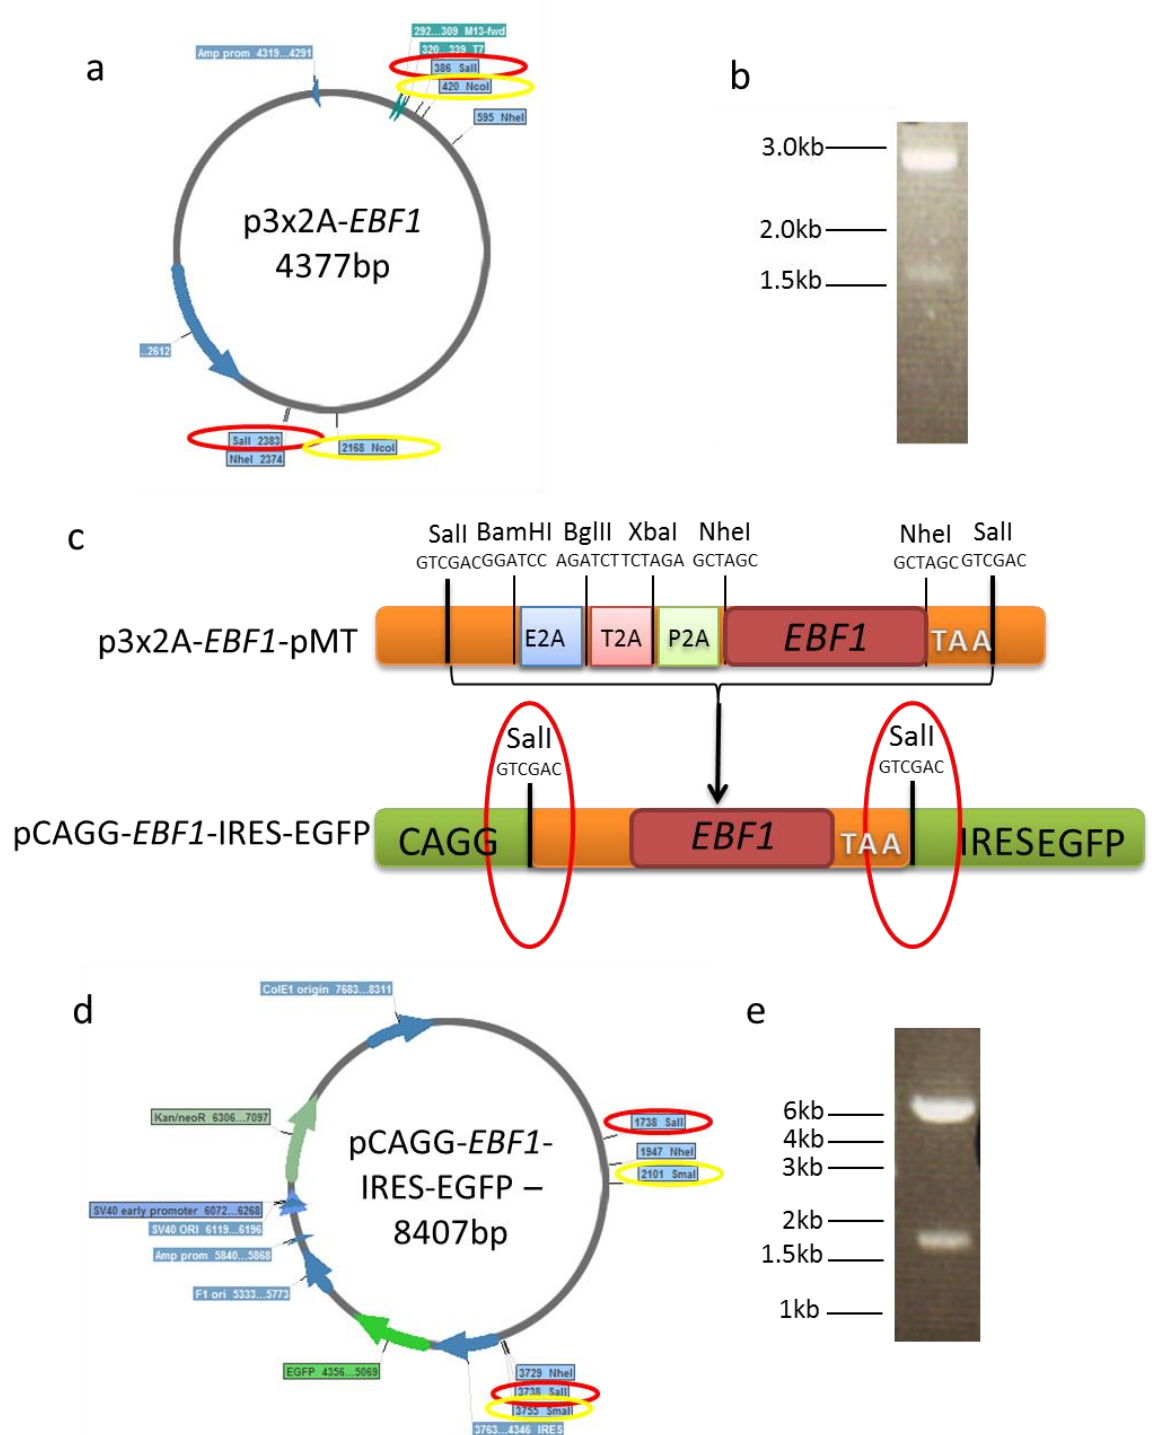 a
292...309 M13-fwd
320...339 T7
386 SalI
420 NcoI
595 NheI
Amp prom 4319...4291
p3x2A-EBF1
4377bp
...2612
SalI 2383
NheI 2374
2168 NcoI
b
3.0kb
2.0kb
1.5kb
c
SalI BamHI BglII XbaI NheI NheI SalI
GTCGACGGATCC AGATCTTCTAGA GCTAGC GCTAGCGTCGAC
p3x2A-EBF1-pMT
E2A T2A P2A EBF1 TAA
SalI SalI
GTCGAC GTCGAC
pCAGG-EBF1-IRES-EGFP
CAGG EBF1 TAA IRESEGFP
d
ColE1 origin 7683...8311
Kan/neoR 6306...7097
SV40 early promoter 6072...6268
SV40 ORI 6119...6196
Amp prom 5840...5868
F1 ori 5333...5773
EGFP 4356...5069
pCAGG-EBF1-
IRES-EGFP –
8407bp
1738 SalI
1947 NheI
2101 SmaI
3729 NheI
3738 SalI
3755 SmaI
3763...4346 IRES
e
6kb
4kb
3kb
2kb
1.5kb
1kb